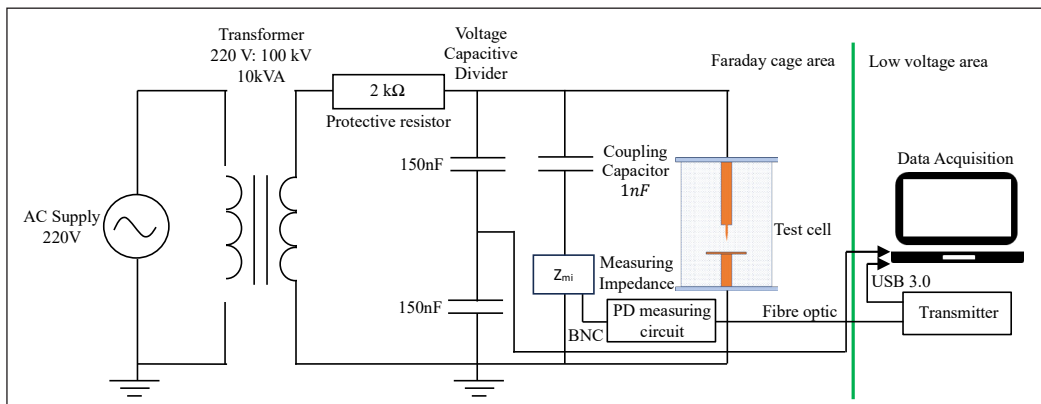 Transformer
220 V: 100 kV
10kVA
Voltage
Capacitive
Divider
Faraday cage area
Low voltage area
2 kΩ
Protective resistor
150nF
Coupling
Capacitor
1nF
Data Acquisition
AC Supply
220V
Test cell
Zmi
Measuring
Impedance
USB 3.0
150nF
PD measuring
circuit
BNC
Fibre optic
Transmitter